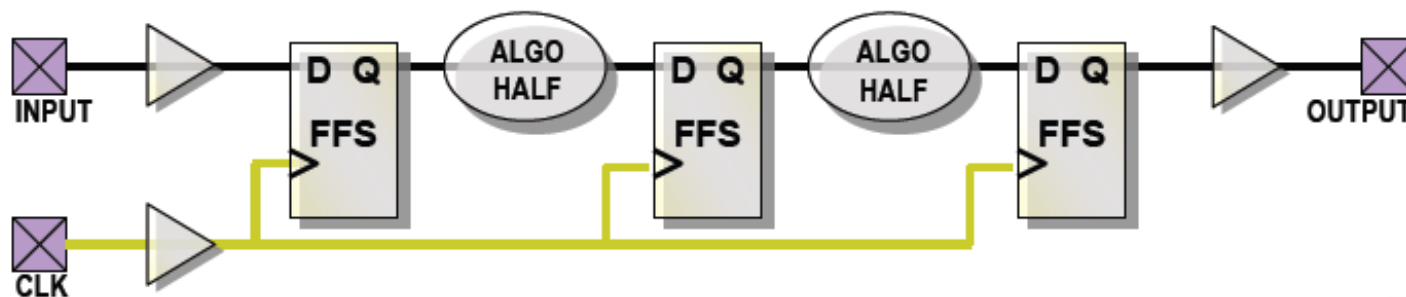 ALGO
HALF
ALGO
HALF
D Q
D Q
D Q
INPUT
OUTPUT
FFS
FFS
FFS
CLK